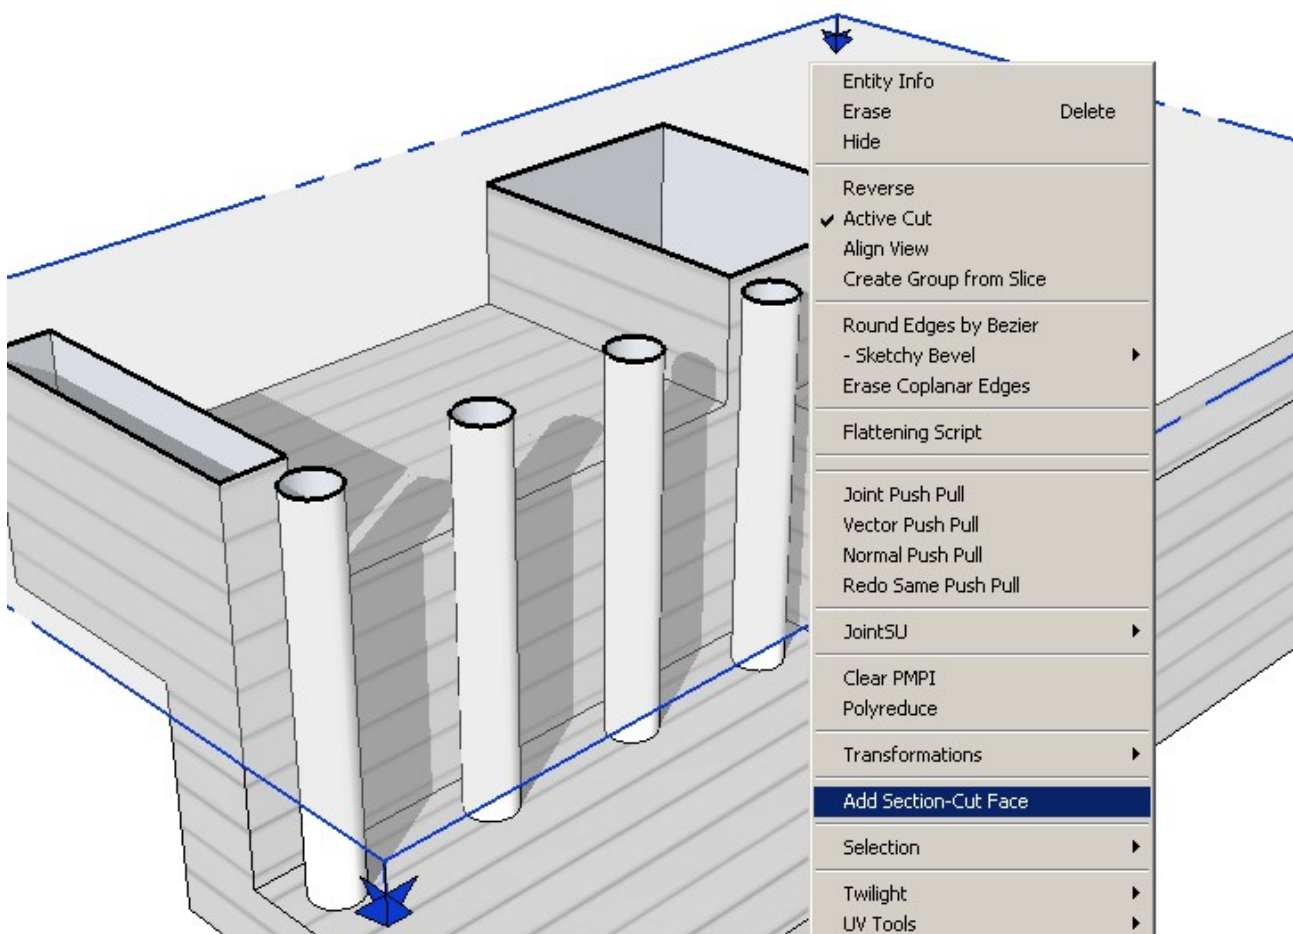 Entity Info
Erase Delete
Hide
Reverse
Active Cut
Align View
Create Group from Slice
Round Edges by Bezier
- Sketchy Bevel
Erase Coplanar Edges
Flattening Script
Joint Push Pull
Vector Push Pull
Normal Push Pull
Redo Same Push Pull
JointSU
Clear PMPI
Polyreduce
Transformations
Add Section-Cut Face
Selection
Twilight
UV Tools